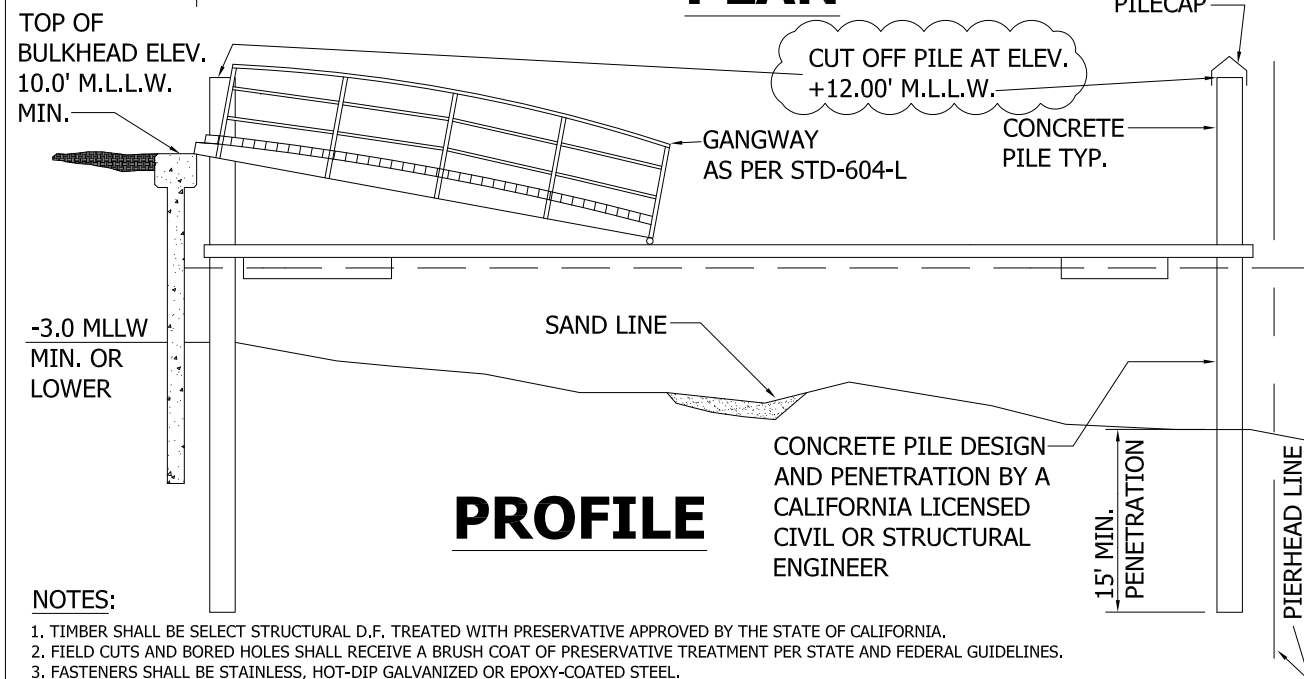 PLAN
PILECAP
TOP OF
BULKHEAD ELEV.
10.0' M.L.L.W.
MIN.
CUT OFF PILE AT ELEV.
+12.00' M.L.L.W.
GANGWAY
AS PER STD-604-L
CONCRETE
PILE TYP.
-3.0 MLLW
MIN. OR
LOWER
SAND LINE
CONCRETE PILE DESIGN
AND PENETRATION BY A
CALIFORNIA LICENSED
CIVIL OR STRUCTURAL
ENGINEER
15' MIN.
PENETRATION
PIERHEAD LINE
PROFILE
NOTES:
1. TIMBER SHALL BE SELECT STRUCTURAL D.F. TREATED WITH PRESERVATIVE APPROVED BY THE STATE OF CALIFORNIA.
2. FIELD CUTS AND BORED HOLES SHALL RECEIVE A BRUSH COAT OF PRESERVATIVE TREATMENT PER STATE AND FEDERAL GUIDELINES.
3. FASTENERS SHALL BE STAINLESS, HOT-DIP GALVANIZED OR EPOXY-COATED STEEL.